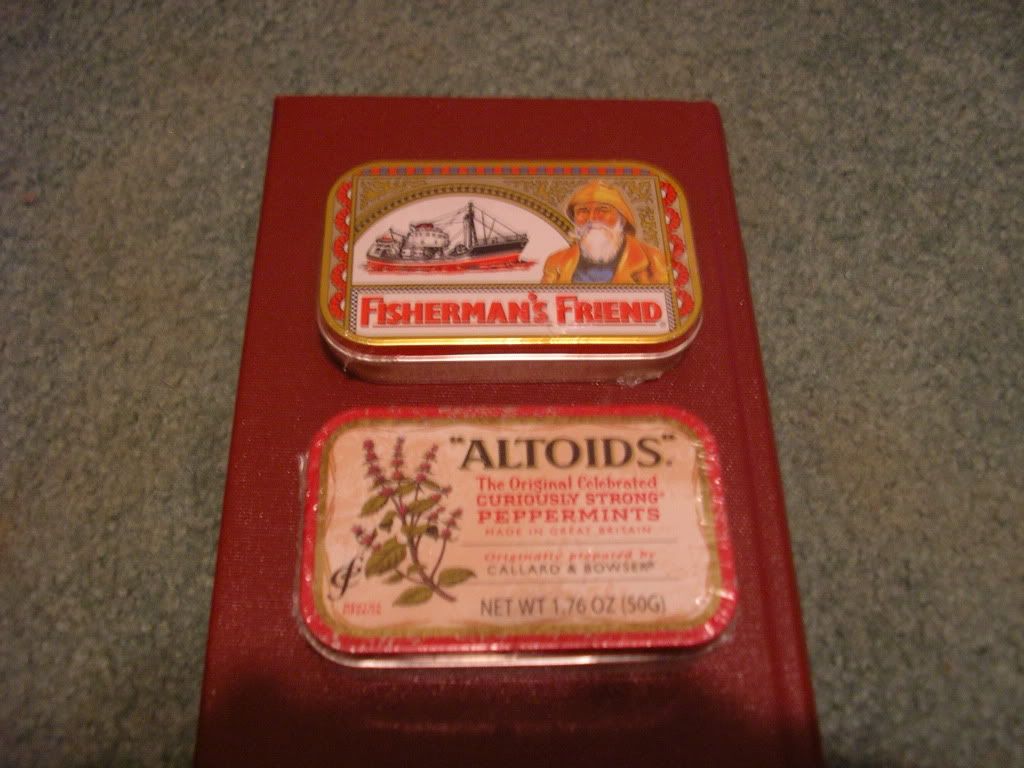 FISHERMAN'S FRIEND
"ALTOIDS".
The Original Celebrated
CURIOUSLY STRONG®
PEPPERMINTS
MADE IN GREAT BRITAIN
Originally prepared by
CALLARD & BOWSER®
NET WT 1.76 OZ (50G)